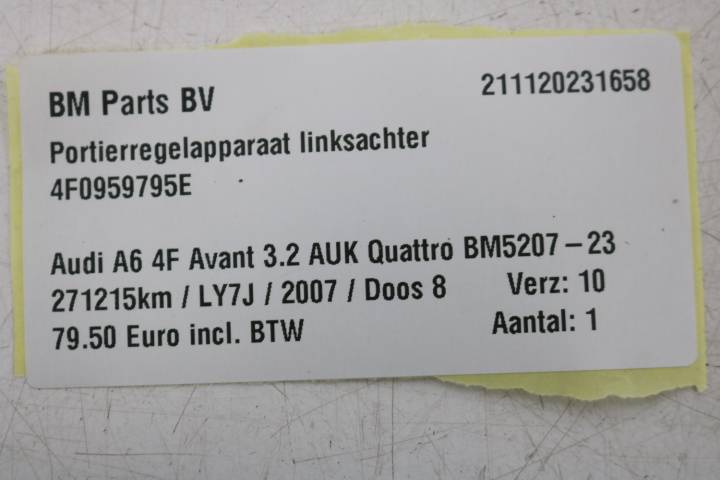 BM Parts BV 211120231658
Portierregelapparaat linksachter
4F0959795E
Audi A6 4F Avant 3.2 AUK Quattro BM5207-23
271215km / LY7J / 2007 / Doos 8 Verz: 10
79.50 Euro incl. BTW Aantal: 1